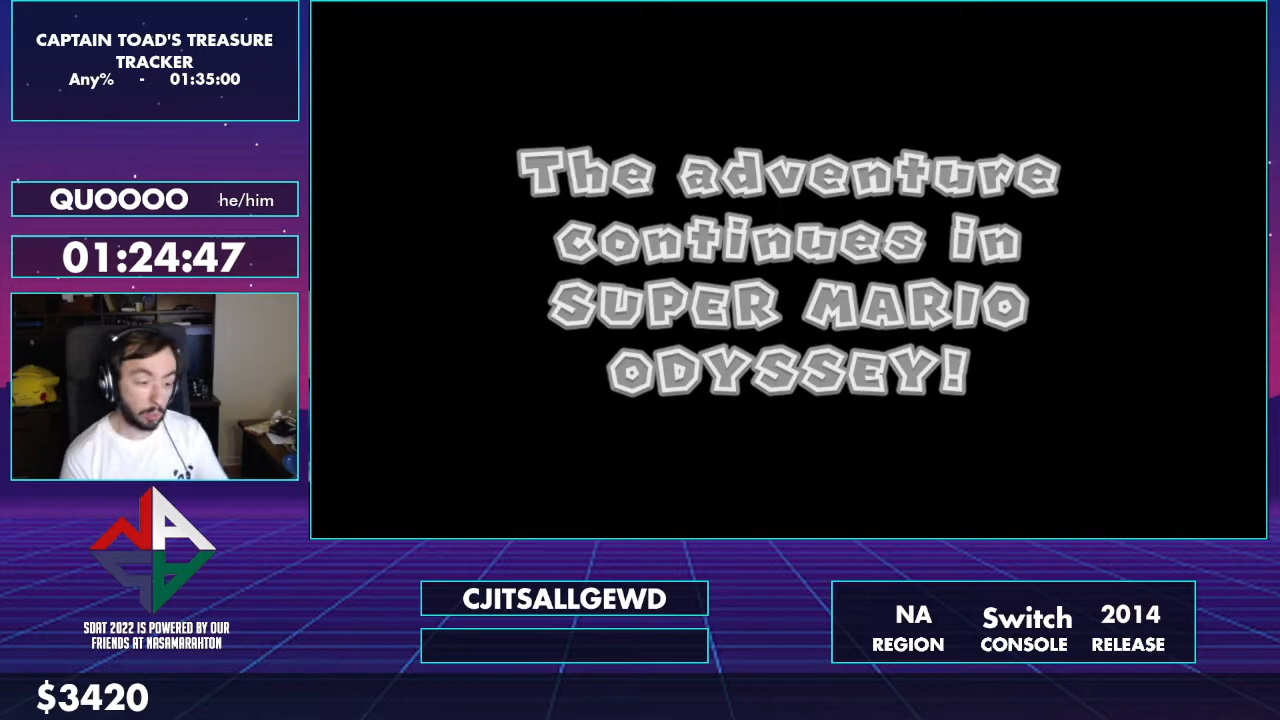 CAPTAIN TOAD'S TREASURE
TRACKER
Any% - 01:35:00
QUOOOO he/him
01:24:47
The adventure
continues in
SUPER MARIO
ODYSSEY!
NASA
SDAT 2022 IS POWERED BY OUR
FRIENDS AT NASAMARAHTON
CJITSALLGEWD
NA Switch 2014
REGION CONSOLE RELEASE
$3420